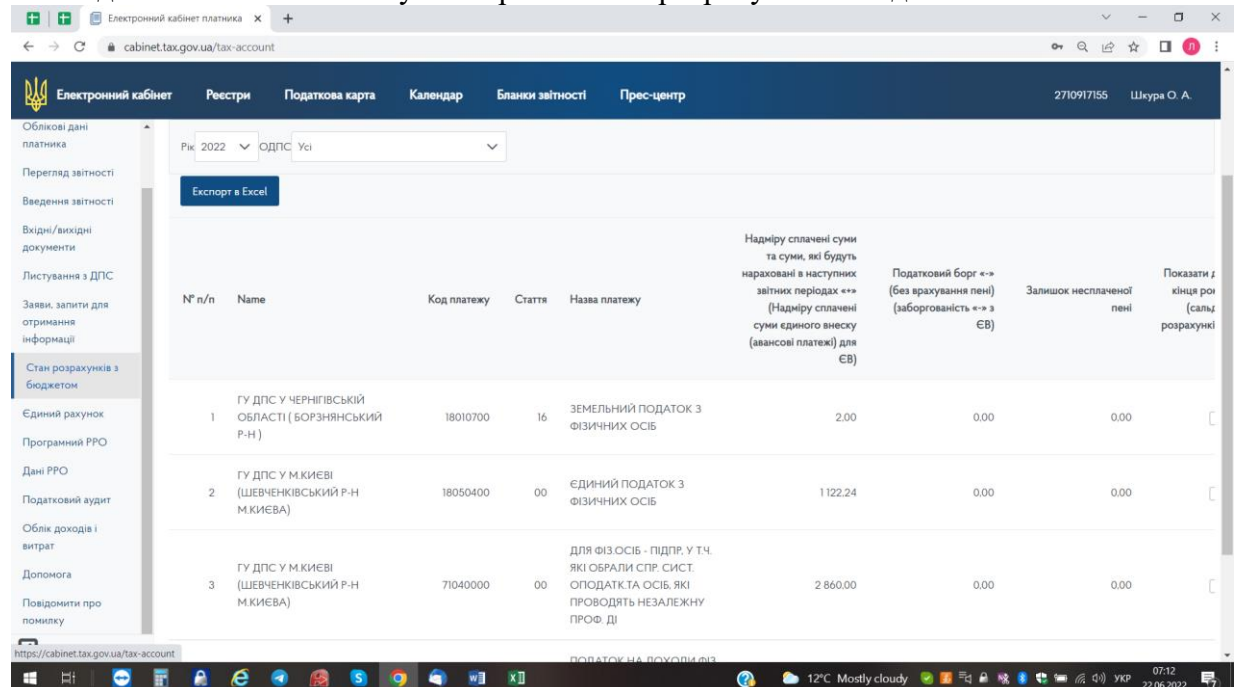 Електронний кабінет платника
cabinet.tax.gov.ua/tax-account
Л
Електронний кабінет Реєстри Податкова карта Календар Бланки звітності Прес-центр 2710917155 Шкура О. А.
Облікові дані
платника
Перегляд звітності
Введення звітності
Вхідні/вихідні
документи
Листування з ДПС
Заяви, запити для
отримання
інформації
Стан розрахунків з
бюджетом
Єдиний рахунок
Програмний РРО
Дані РРО
Податковий аудит
Облік доходів і
витрат
Допомога
Повідомити про
помилку
https://cabinet.tax.gov.ua/tax-account
Рік 2022 ОДПС Усі
Експорт в Excel
N° п/п
Name
Код платежу
Стаття
Назва платежу
Надміру сплачені суми
та суми, які будуть
нараховані в наступних
звітних періодах «+»
(Надміру сплачені
суми єдиного внеску
(авансові платежі) для
ЄВ)
Податковий борг «-»
(без врахування пені)
(заборгованість «-» з
ЄВ)
Залишок несплаченої
пені
Показати
кінця
розрахунк
1
ГУ ДПС У ЧЕРНІГІВСЬКІЙ
ОБЛАСТІ ( БОРЗНЯНСЬКИЙ
Р-Н )
18010700
16
ЗЕМЕЛЬНИЙ ПОДАТОК З
ФІЗИЧНИХ ОСІБ
2.00
0.00
0.00
2
ГУ ДПС У М.КИЄВІ
(ШЕВЧЕНКІВСЬКИЙ Р-Н
М.КИЄВА)
18050400
00
ЄДИНИЙ ПОДАТОК З
ФІЗИЧНИХ ОСІБ
1 122.24
0.00
0.00
3
ГУ ДПС У М.КИЄВІ
(ШЕВЧЕНКІВСЬКИЙ Р-Н
М.КИЄВА)
71040000
00
ДЛЯ ФІЗ.ОСІБ - ПІДПР, У Т.Ч.
ЯКІ ОБРАЛИ СПР. СИСТ.
ОПОДАТК.ТА ОСІБ, ЯКІ
ПРОВОДЯТЬ НЕЗАЛЕЖНУ
ПРОФ. ДІ
2 860.00
0.00
0.00
ПОДАТОК НА ДОХОДИ ФІЗ
12°C Mostly cloudy
УКР
07:12
22.06.2022